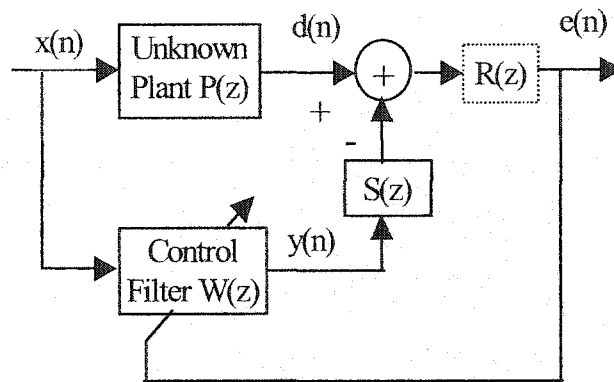 x(n)
Unknown
Plant P(z)
d(n)
+
+
-
R(z)
e(n)
S(z)
Control
Filter W(z)
y(n)